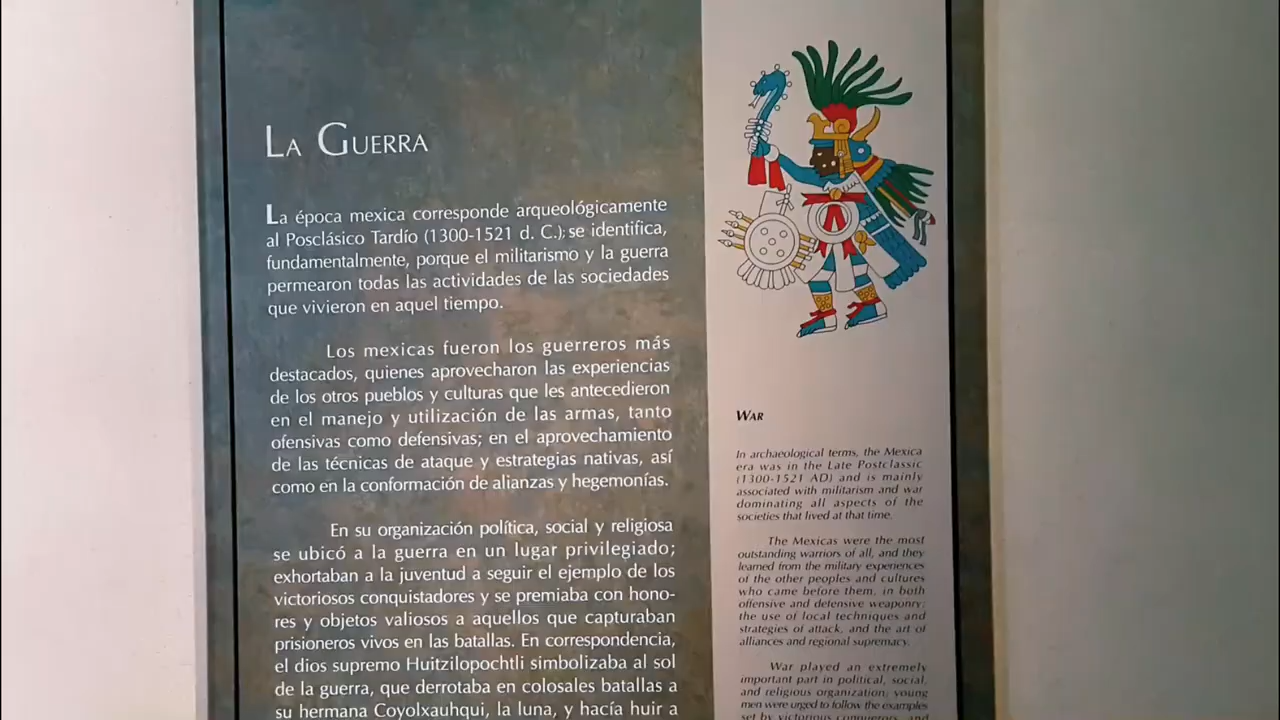 La Guerra
La época mexica corresponde arqueológicamente
al Posclásico Tardío (1300-1521 d. C.); se identifica,
fundamentalmente, porque el militarismo y la guerra
permearon todas las actividades de las sociedades
que vivieron en aquel tiempo.
Los mexicas fueron los guerreros más
destacados, quienes aprovecharon las experiencias
de los otros pueblos y culturas que les antecedieron
en el manejo y utilización de las armas, tanto
ofensivas como defensivas; en el aprovechamiento
de las técnicas de ataque y estrategias nativas, así
como en la conformación de alianzas y hegemonías.
En su organización política, social y religiosa
se ubicó a la guerra en un lugar privilegiado;
exhortaban a la juventud a seguir el ejemplo de los
victoriosos conquistadores y se premiaba con hono-
res y objetos valiosos a aquellos que capturaban
prisioneros vivos en las batallas. En correspondencia,
el dios supremo Huitzilopochtli simbolizaba al sol
de la guerra, que derrotaba en colosales batallas a
su hermana Coyolxauhqui, la luna, y hacía huir a
War
In archaeological terms, the Mexica
era was in the Late Postclassic
(1300-1521 AD) and is mainly
associated with militarism and war
dominating all aspects of the
societies that lived at that time.
The Mexicas were the most
outstanding warriors of all, and they
learned from the military experiences
of the other peoples and cultures
who came before them, in both
offensive and defensive weaponry;
the use of local techniques and
strategies of attack, and the art of
alliances and regional supremacy.
War played an extremely
important part in political, social,
and religious organization; young
men were urged to follow the examples
set by victorious conquerors, and